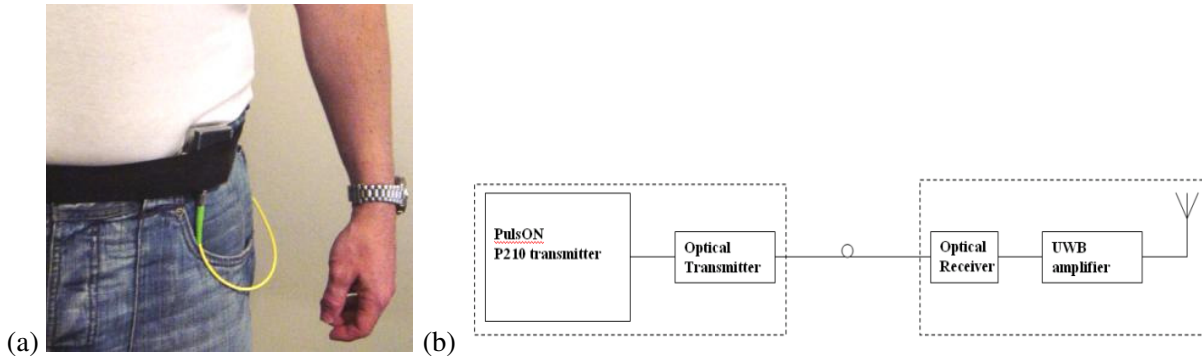 (a)
(b)
PulsON
P210 transmitter
Optical
Transmitter
Optical
Receiver
UWB
amplifier